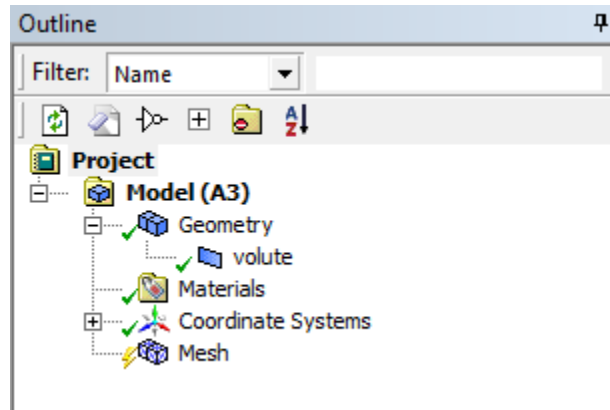 Outline
Filter: Name
A
Z
Project
Model (A3)
Geometry
volute
Materials
Coordinate Systems
Mesh